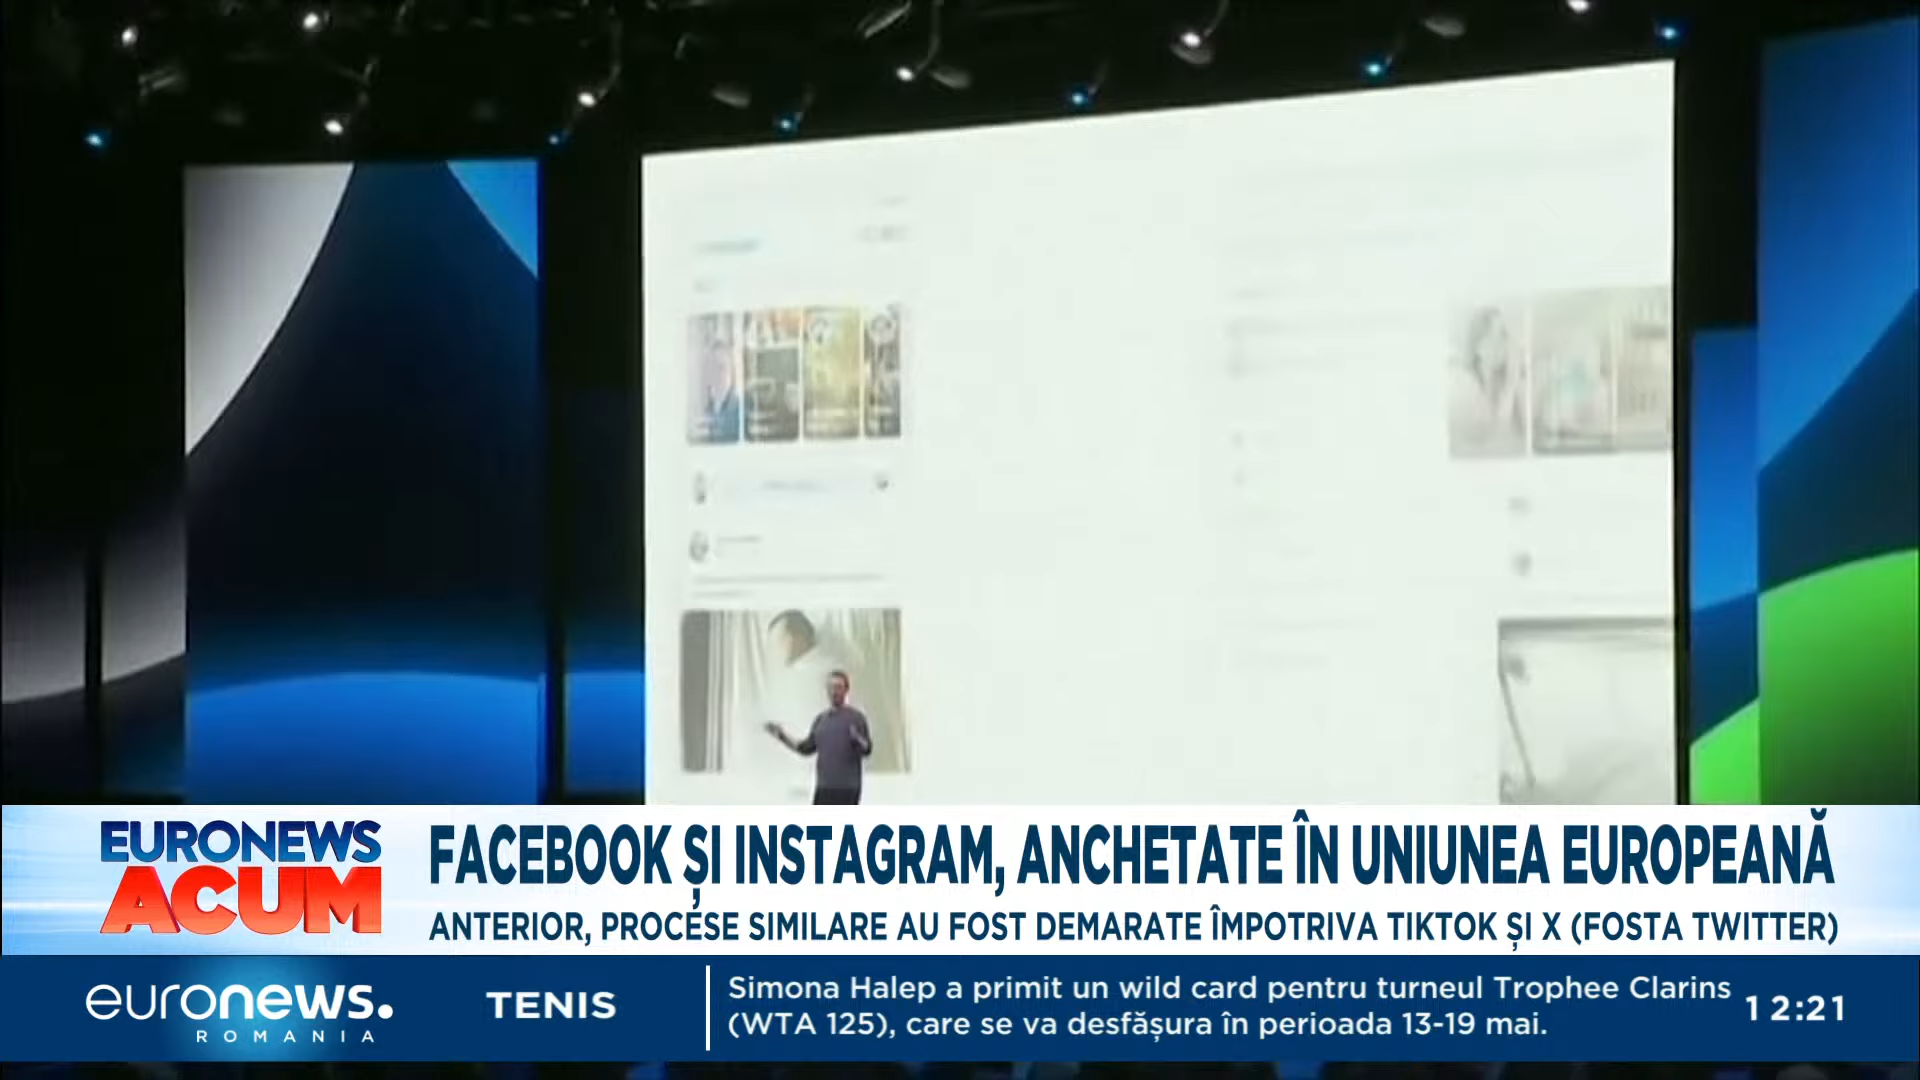 EURONEWS
ACUM
FACEBOOK ȘI INSTAGRAM, ANCHETATE ÎN UNIUNEA EUROPEANĂ
ANTERIOR, PROCESE SIMILARE AU FOST DEMARATE ÎMPOTRIVA TIKTOK ȘI X (FOSTA TWITTER)
euronews.
ROMANIA
TENIS
Simona Halep a primit un wild card pentru turneul Trophee Clarins
(WTA 125), care se va desfășura în perioada 13-19 mai.
12:21